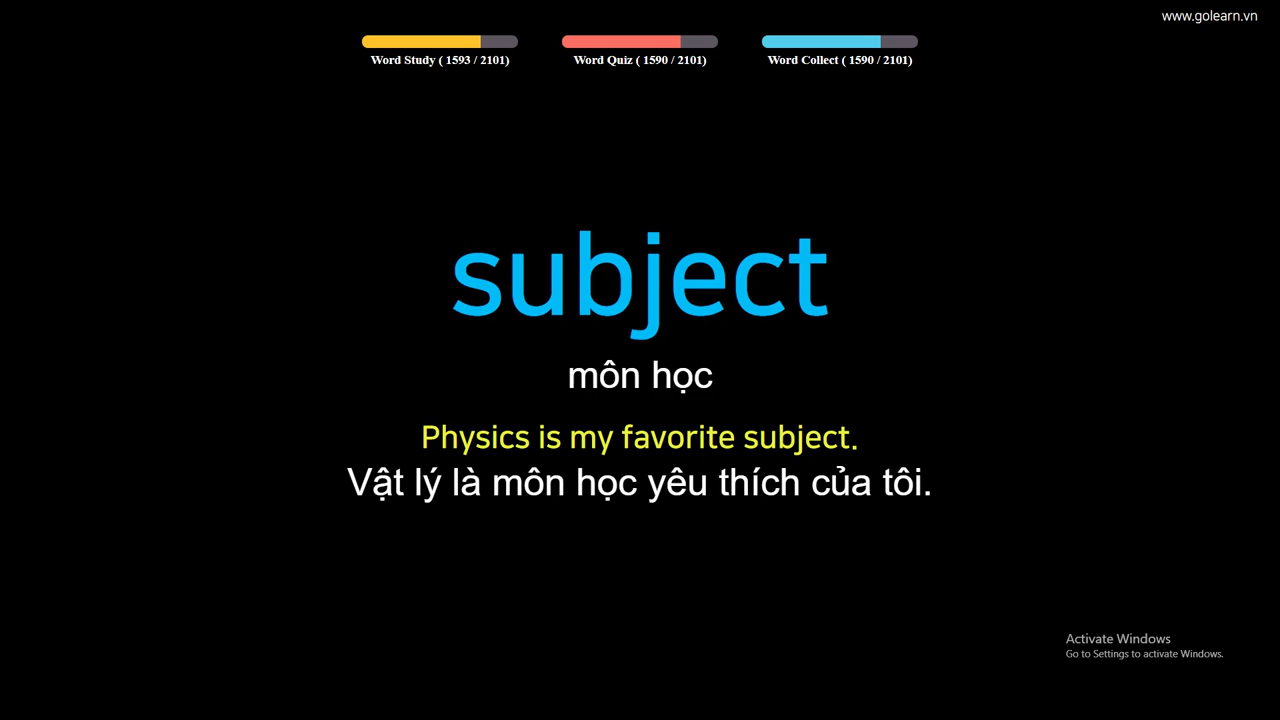 www.golearn.vn
Word Study ( 1593 / 2101) Word Quiz ( 1590 / 2101) Word Collect ( 1590 / 2101)
subject
môn học
Physics is my favorite subject.
Vật lý là môn học yêu thích của tôi.
Activate Windows
Go to Settings to activate Windows.